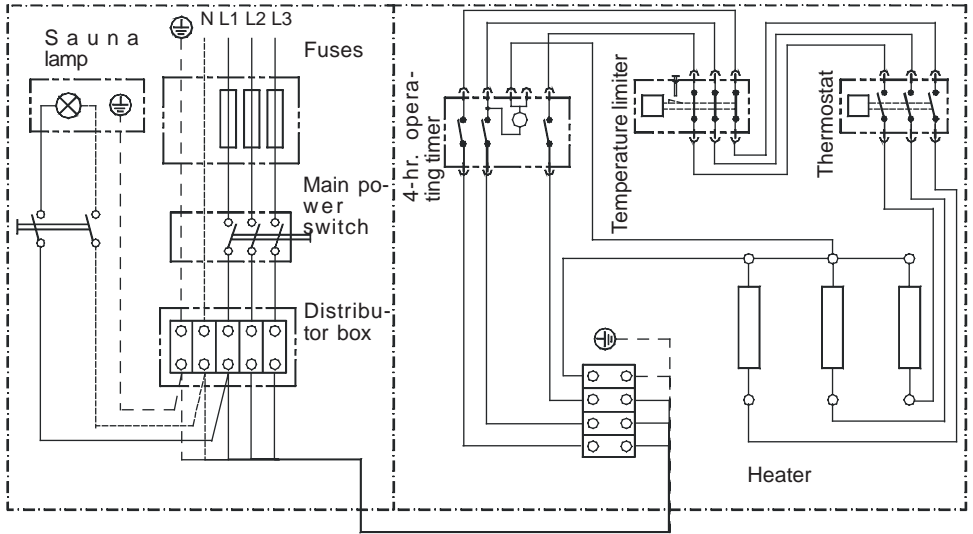 N L1 L2 L3
Sauna
lamp
Fuses
Main po-
wer
switch
Distribu-
tor box
4-hr. opera-
ting timer
Temperature limiter
Thermostat
Heater